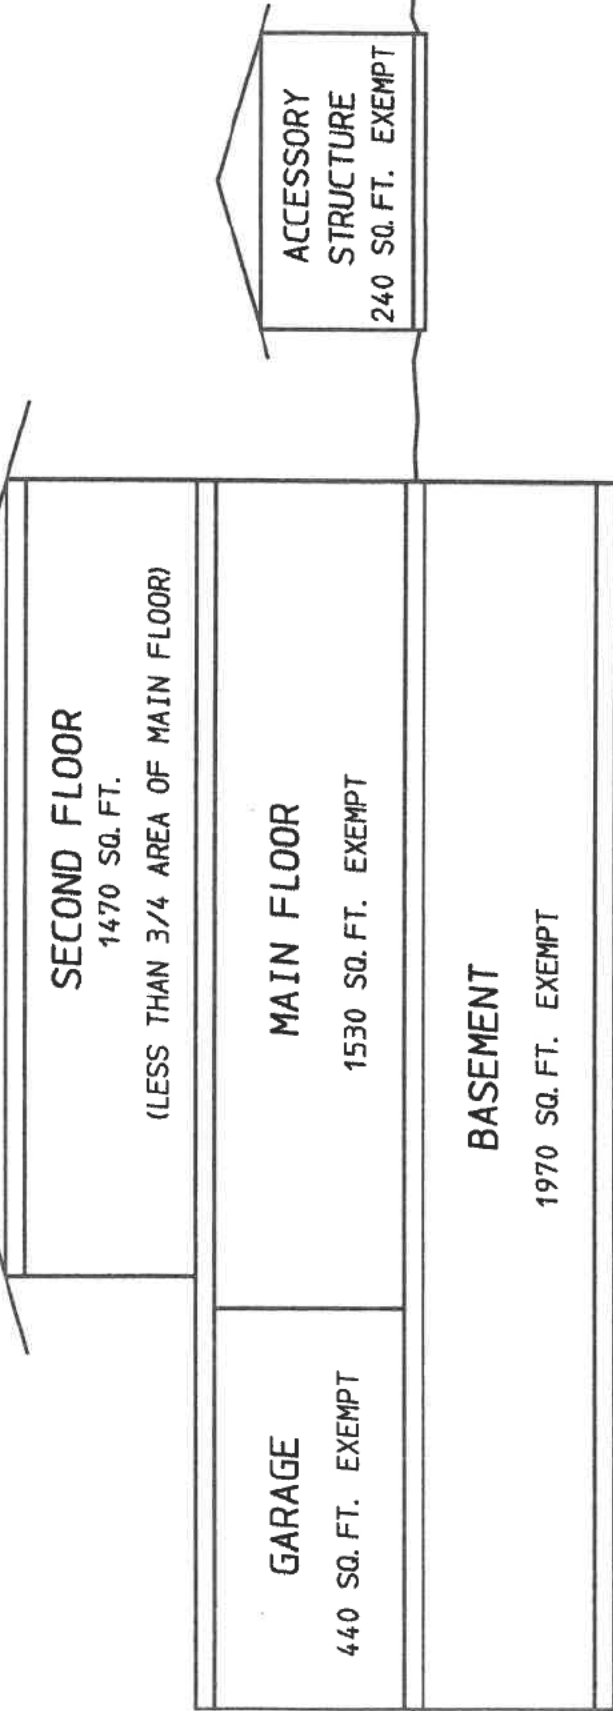 SECOND FLOOR
1470 SQ. FT.
(LESS THAN 3/4 AREA OF MAIN FLOOR)
GARAGE
440 SQ. FT. EXEMPT
MAIN FLOOR
1530 SQ. FT. EXEMPT
ACCESSORY
STRUCTURE
240 SQ. FT. EXEMPT
BASEMENT
1970 SQ. FT. EXEMPT